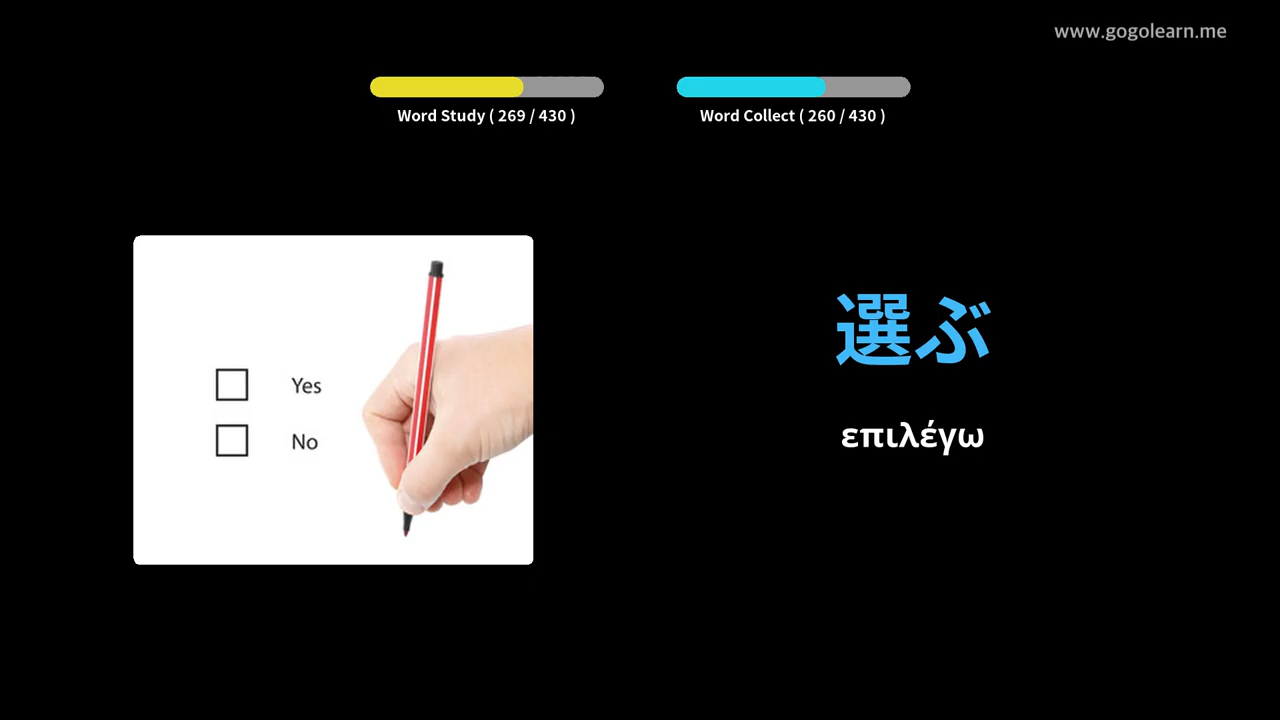 www.gogolearn.me
Word Study ( 269 / 430 )
Word Collect ( 260 / 430 )
Yes
No
選ぶ
επιλέγω